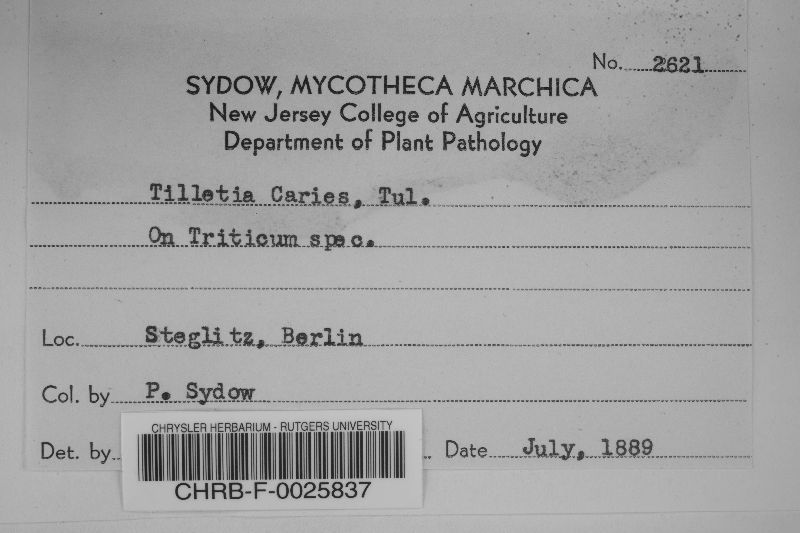 No. 2621
SYDOW, MYCOTHECA MARCHICA
New Jersey College of Agriculture
Department of Plant Pathology
Tilletia Caries, Tul.
On Triticum spec.
Loc. Steglitz, Berlin
Col. by P. Sydow
Det. by Date July, 1889
CHRYSLER HERBARIUM - RUTGERS UNIVERSITY
CHRB-F-0025837